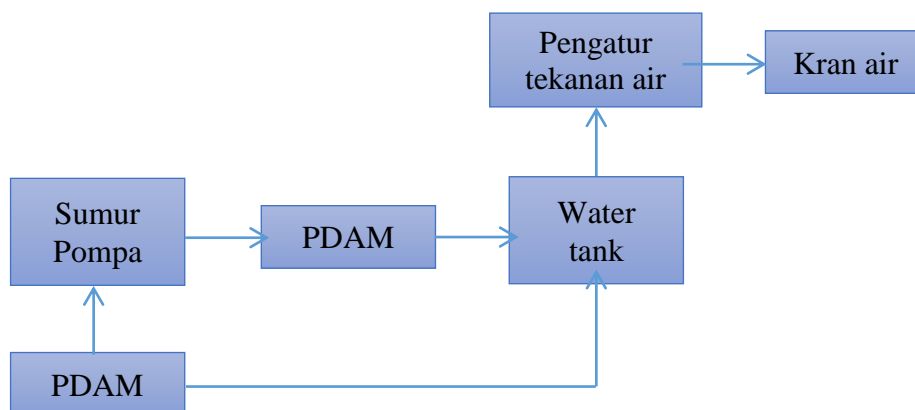 Pengatur
tekanan air
Kran air
Sumur
Pompa
PDAM
Water
tank
PDAM